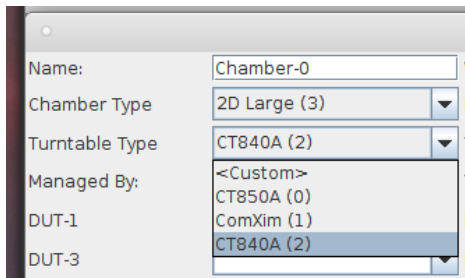 Name: Chamber-0
Chamber Type 2D Large (3)
Turntable Type CT840A (2)
Managed By: <Custom>
CT850A (0)
DUT-1 ComXim (1)
CT840A (2)
DUT-3